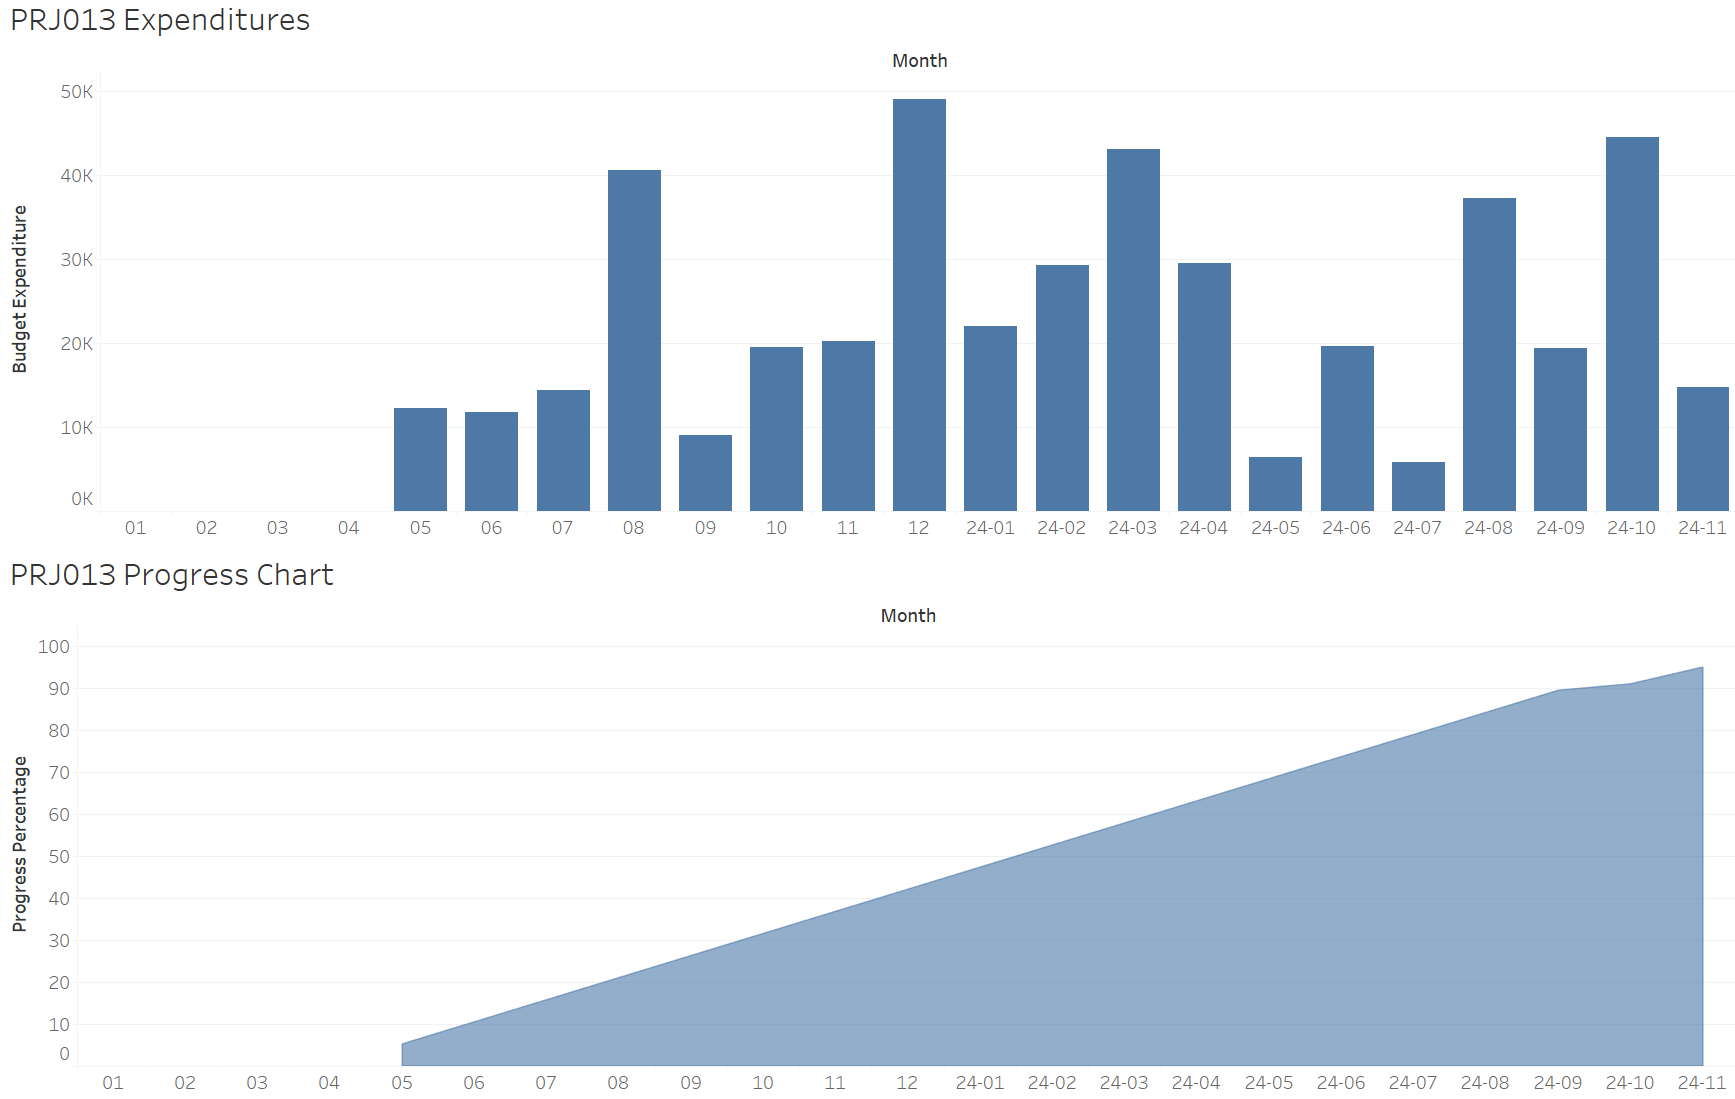 PRJ013 Expenditures
Month
Budget Expenditure
50K
40K
30K
20K
10K
0K
01 02 03 04 05 06 07 08 09 10 11 12 24-01 24-02 24-03 24-04 24-05 24-06 24-07 24-08 24-09 24-10 24-11
PRJ013 Progress Chart
Month
Progress Percentage
100
90
80
70
60
50
40
30
20
10
0
01 02 03 04 05 06 07 08 09 10 11 12 24-01 24-02 24-03 24-04 24-05 24-06 24-07 24-08 24-09 24-10 24-11